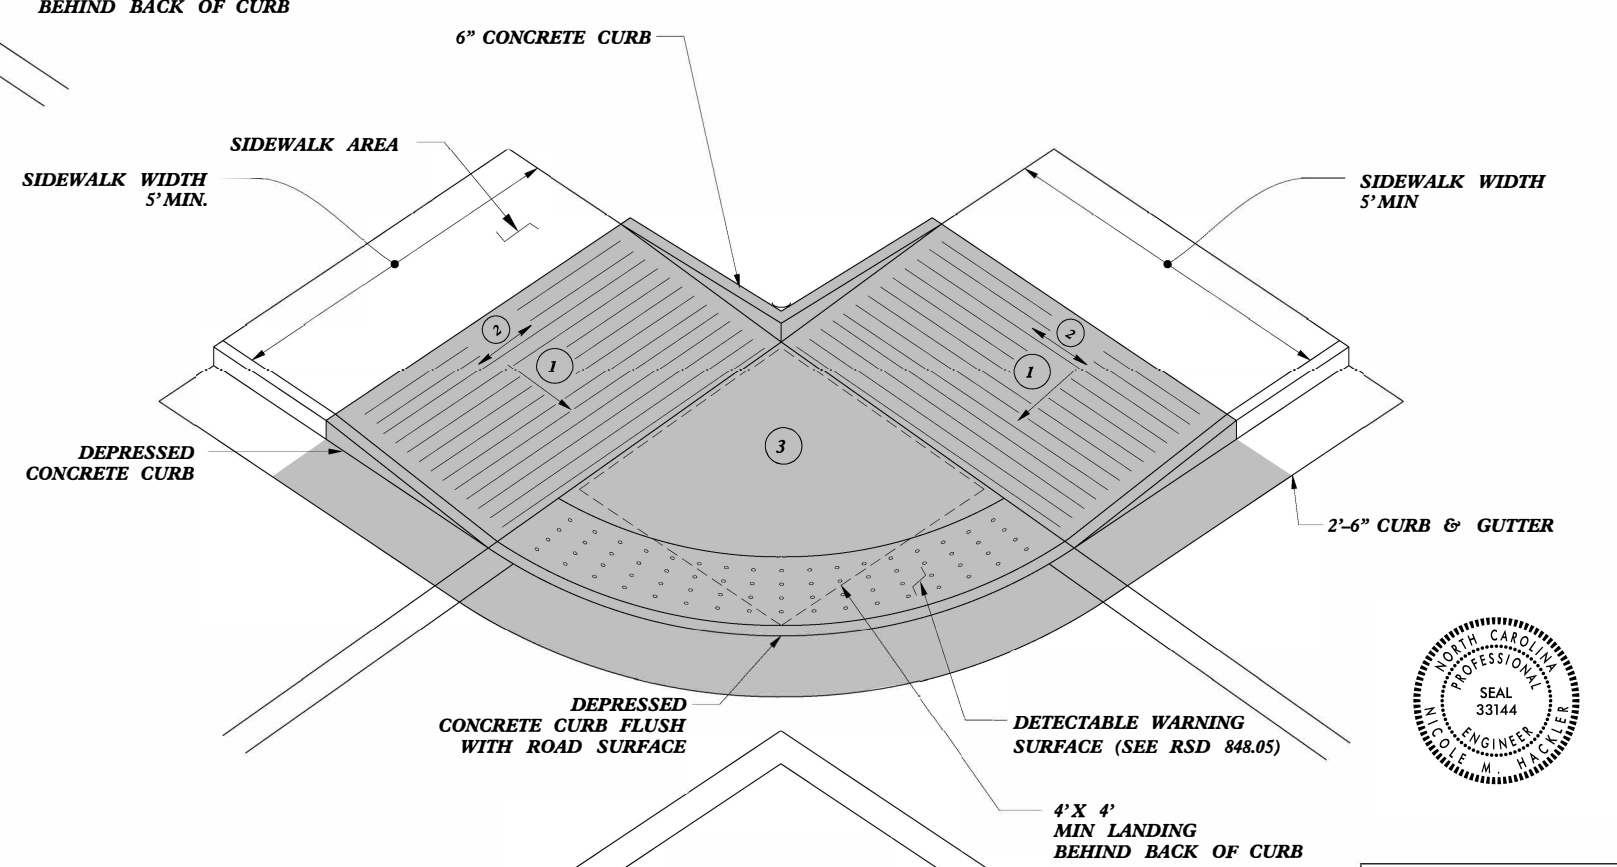 BEHIND BACK OF CURB
6" CONCRETE CURB
SIDEWALK AREA
SIDEWALK WIDTH
5' MIN.
SIDEWALK WIDTH
5' MIN
2
1
2
1
3
DEPRESSED
CONCRETE CURB
2'-6" CURB & GUTTER
DEPRESSED
CONCRETE CURB FLUSH
WITH ROAD SURFACE
DETECTABLE WARNING
SURFACE (SEE RSD 848.05)
4' X 4'
MIN LANDING
BEHIND BACK OF CURB
NORTH CAROLINA
PROFESSIONAL
SEAL
33144
ENGINEER
NICOLE M. HACKLER